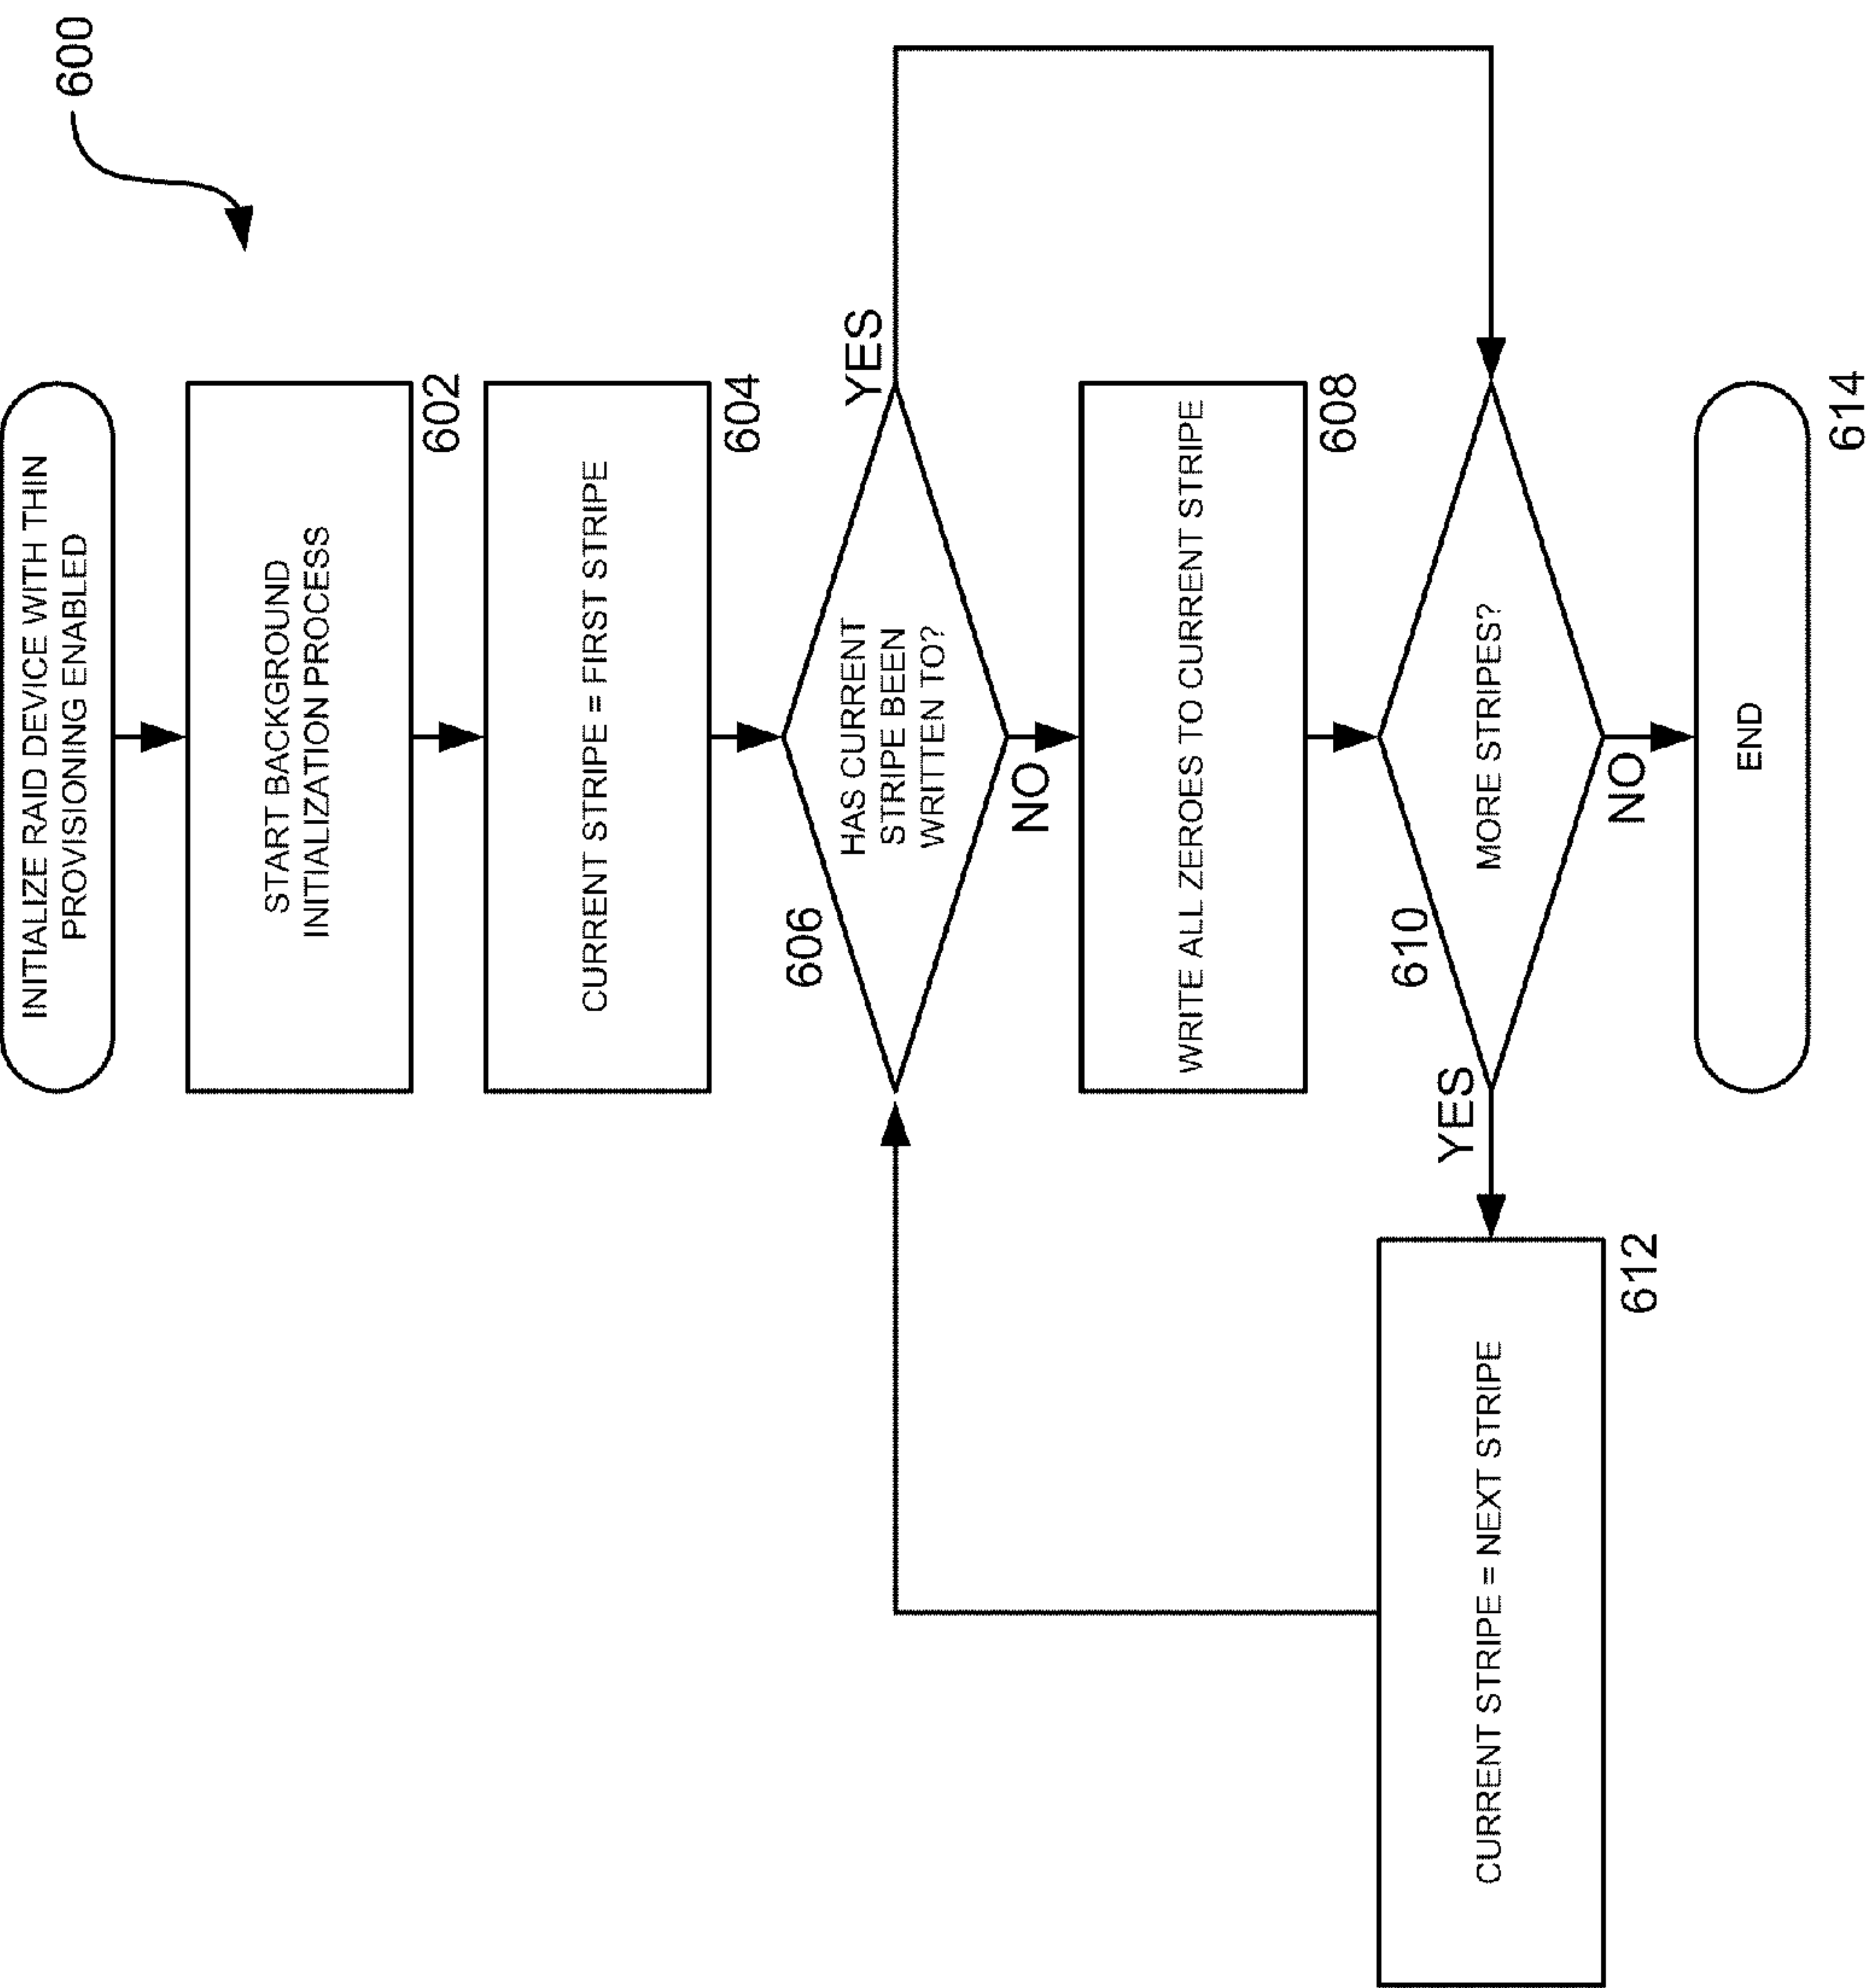 600
INITIALIZE RAID DEVICE WITH THIN
PROVISIONING ENABLED
START BACKGROUND
INITIALIZATION PROCESS
602
CURRENT STRIPE = FIRST STRIPE
604
606
HAS CURRENT
STRIPE BEEN
WRITTEN TO?
YES
NO
WRITE ALL ZEROES TO CURRENT STRIPE
608
610
MORE STRIPES?
YES
NO
CURRENT STRIPE = NEXT STRIPE
612
END
614